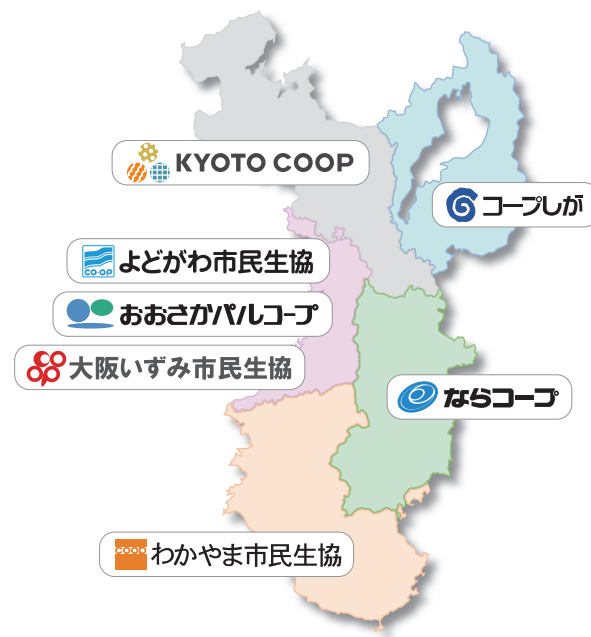 KYOTO COOP
コープしが
CO・OP
よどがわ市民生協
おおさかパルコープ
coop
大阪いずみ市民生協
ならコープ
coop
わかやま市民生協